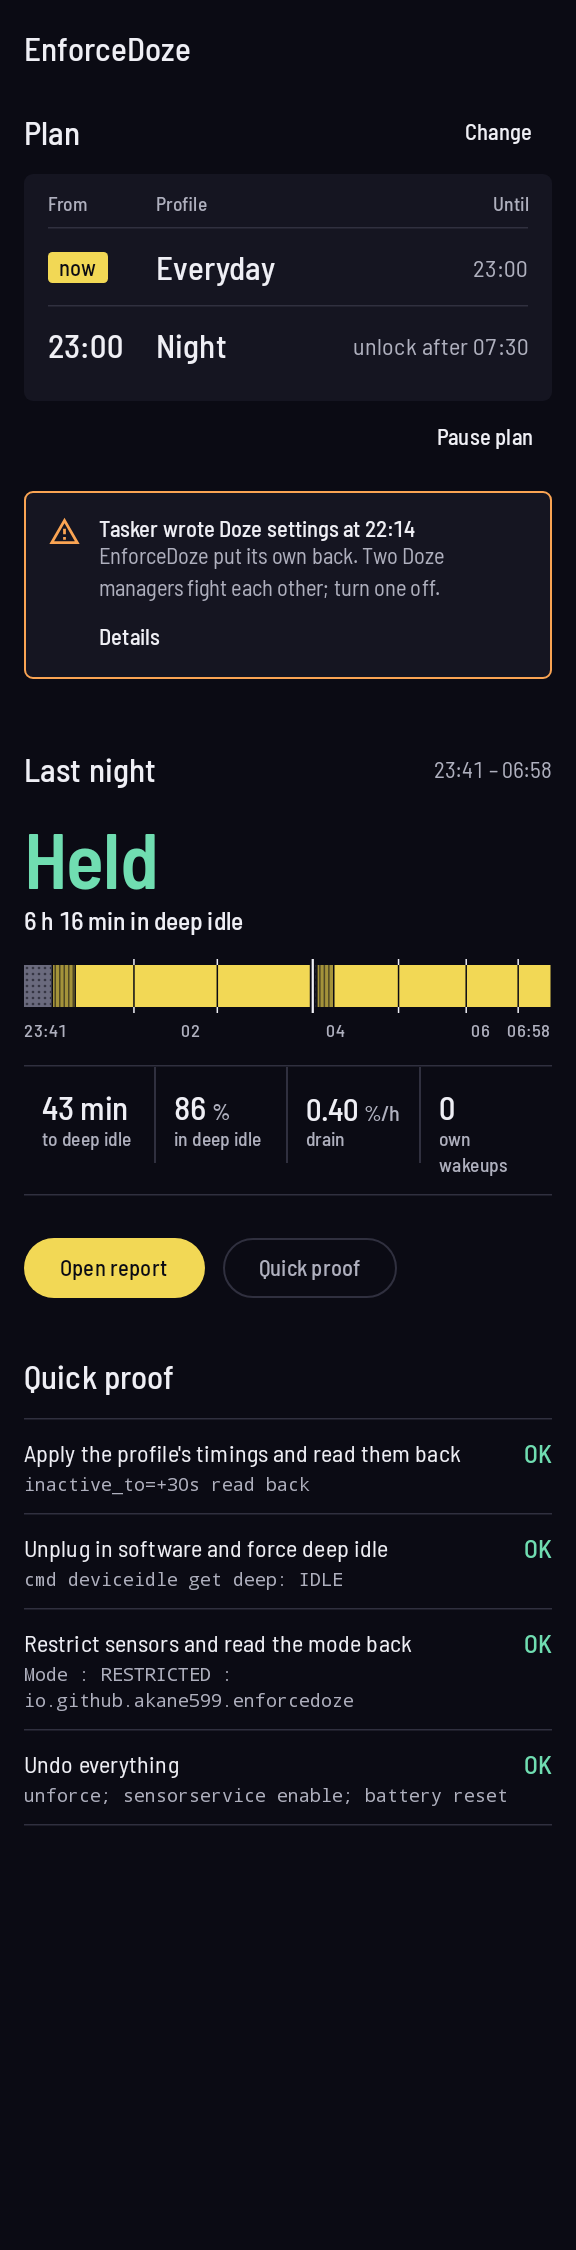 EnforceDoze
Plan
Change
From Profile Until
now Everyday 23:00
23:00 Night unlock after 07:30
Pause plan
Tasker wrote Doze settings at 22:14
EnforceDoze put its own back. Two Doze
managers fight each other; turn one off.
Details
Last night 23:41 – 06:58
Held
6 h 16 min in deep idle
23:41 02 04 06 06:58
43 min 86 % 0.40 %/h 0
to deep idle in deep idle drain own
wakeups
Open report Quick proof
Quick proof
Apply the profile's timings and read them back OK
inactive_to=+30s read back
Unplug in software and force deep idle OK
cmd deviceidle get deep: IDLE
Restrict sensors and read the mode back OK
Mode : RESTRICTED :
io.github.akane599.enforcedoze
Undo everything OK
unforce; sensorservice enable; battery reset